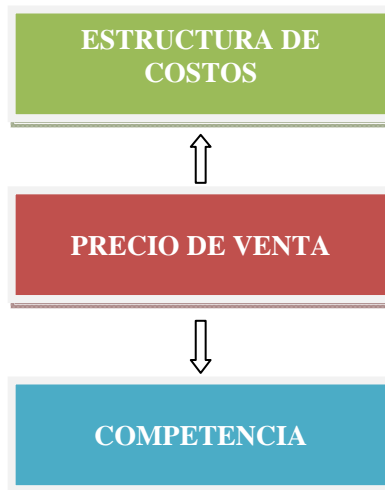 ESTRUCTURA DE
COSTOS
PRECIO DE VENTA
COMPETENCIA